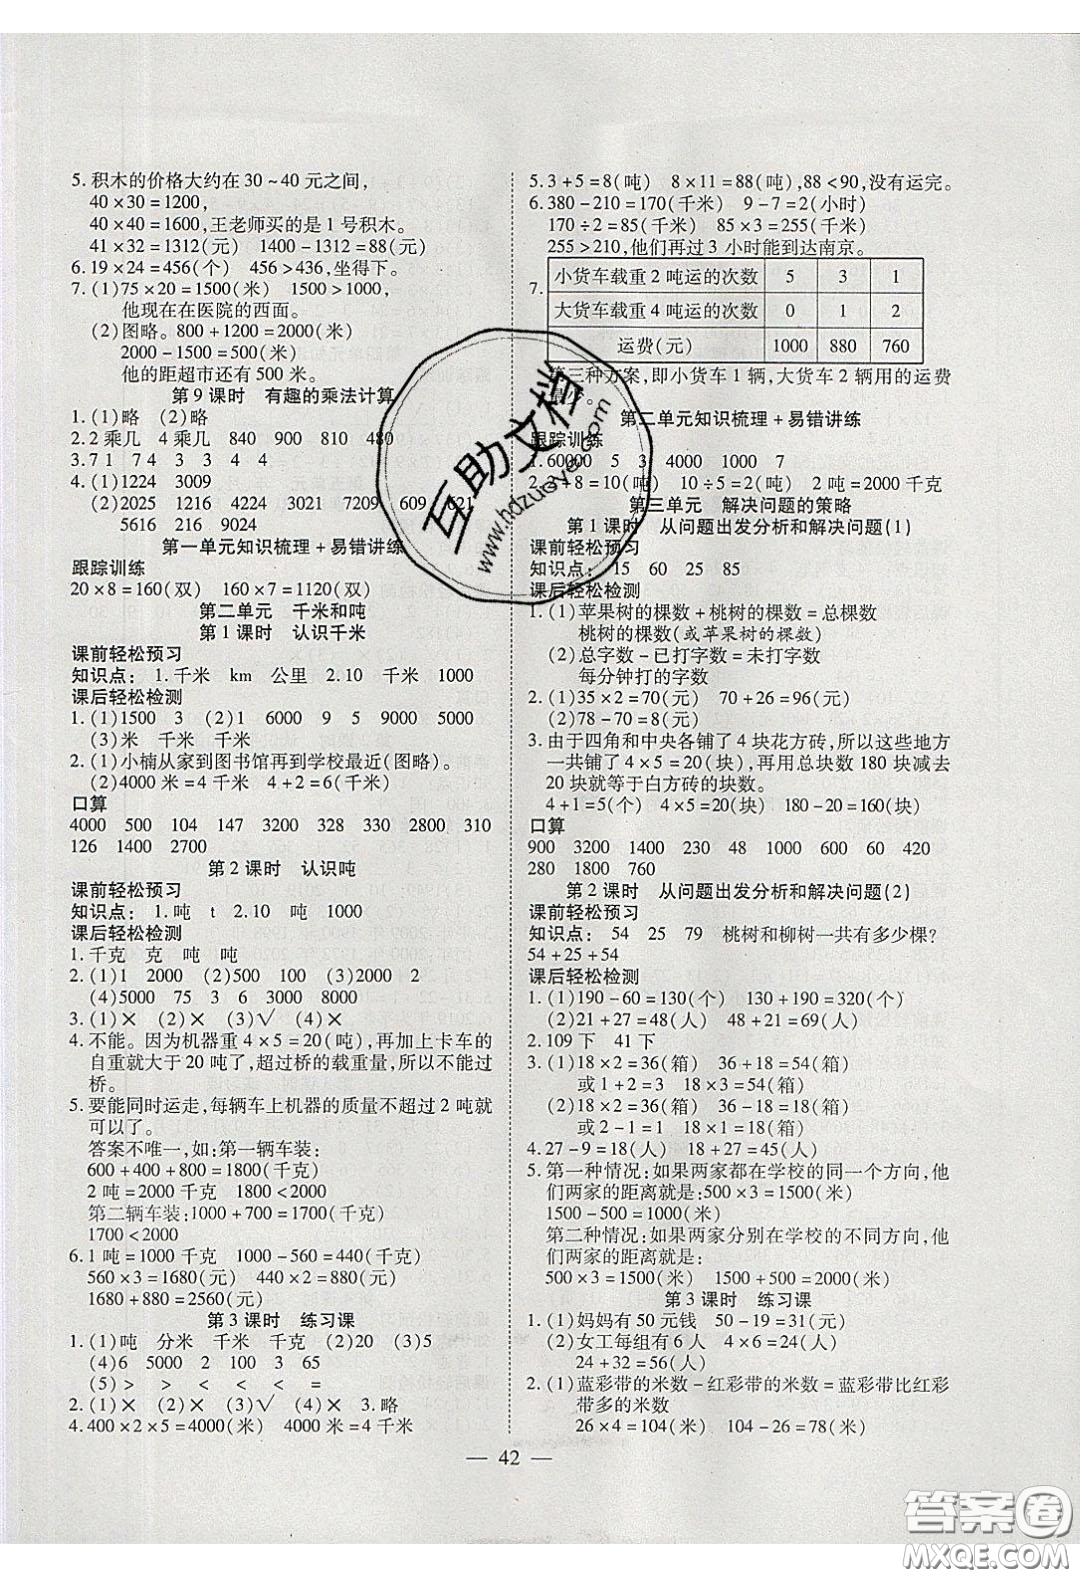 5. 积木的价格大约在 30~40 元之间,
40×30=1200,
40×40=1600,王老师买的是 1 号积木。
41×32=1312(元) 1400-1312=88(元)
6. 19×24=456(个) 456>436,坐得下。
7. (1)75×20=1500(米) 1500>1000,
他现在在医院的西面。
(2)图略。800+1200=2000(米)
2000-1500=500(米)
他的距超市还有 500 米。
第 9 课时 有趣的乘法计算
1. (1)略 (2)略
2. 2 乘几 4 乘几 840 900 810 480
3. 7 1 7 4 3 3 4 4
4. (1)1224 3009
(2)2025 1216 4224 3021 7209 609 621
5616 216 9024
第一单元知识梳理+易错讲练
跟踪训练
20×8=160(双) 160×7=1120(双)
第二单元 千米和吨
第 1 课时 认识千米
课前轻松预习
知识点: 1.千米 km 公里 2.10 千米 1000
课后轻松检测
1. (1)1500 3 (2)1 6000 9 5 9000 5000
(3)米 千米 千米
2. (1)小楠从家到图书馆再到学校最近(图略)。
(2)4000 米=4 千米 4+2=6(千米)
口算
4000 500 104 147 3200 328 330 2800 310
126 1400 2700
第 2 课时 认识吨
课前轻松预习
知识点: 1.吨 t 2.10 吨 1000
课后轻松检测
1. 千克 克 吨 吨
2. (1)1 2000 (2)500 100 (3)2000 2
(4)5000 75 3 6 3000 8000
3. (1)× (2)× (3)√ (4)×
4. 不能。因为机器重 4×5=20(吨),再加上卡车的
自重就大于 20 吨了,超过桥的载重量,所以不能过
桥。
5. 要能同时运走,每辆车上机器的质量不超过 2 吨就
可以了。
答案不唯一,如:第一辆车装:
600+400+800=1800(千克)
2 吨=2000 千克 1800<2000
第二辆车装:1000+700=1700(千克)
1700<2000
6. 1 吨=1000 千克 1000-560=440(千克)
560×3=1680(元) 440×2=880(元)
1680+880=2560(元)
第 3 课时 练习课
1. (1)吨 分米 千米 千克 (2)20 (3)5
(4)6 5000 2 100 3 65
(5)> > < < < =
2. (1)× (2)× (3)√ (4)× 3. 略
4. 400×2×5=4000(米) 4000 米=4 千米
5. 3+5=8(吨) 8×11=88(吨),88<90,没有运完。
6. 380-210=170(千米) 9-7=2(小时)
170÷2=85(千米) 85×3=255(千米)
255>210,他们再过 3 小时能到达南京。
7.
小货车载重 2 吨运的次数 5 3 1
大货车载重 4 吨运的次数 0 1 2
运费(元) 1000 880 760
第三种方案,即小货车 1 辆,大货车 2 辆用的运费
最少。
第二单元知识梳理+易错讲练
跟踪训练
1. 60000 5 3 4000 1000 7
2. 2+8=10(吨) 10÷5=2(吨) 2 吨=2000 千克
第三单元 解决问题的策略
第 1 课时 从问题出发分析和解决问题(1)
课前轻松预习
知识点: 15 60 25 85
课后轻松检测
1. (1)苹果树的棵数+桃树的棵数=总棵数
桃树的棵数(或苹果树的棵数)
(2)总字数-已打字数=未打字数
每分钟打的字数
2. (1)35×2=70(元) 70+26=96(元)
(2)78-70=8(元)
3. 由于四角和中央各铺了 4 块花方砖,所以这些地方
一共铺了 4×5=20(块),再用总块数 180 块减去
20 块就等于白方砖的块数。
4+1=5(个) 4×5=20(块) 180-20=160(块)
口算
900 3200 1400 230 48 1000 600 60 420
280 1800 760
第 2 课时 从问题出发分析和解决问题(2)
课前轻松预习
知识点: 54 25 79 桃树和柳树一共有多少棵?
54+25+54
课后轻松检测
1. (1)190-60=130(个) 130+190=320(个)
(2)21+27=48(人) 48+21=69(人)
2. 109 下 41 下
3. (1)18×2=36(箱) 36+18=54(箱)
或 1+2=3 18×3=54(箱)
(2)18×2=36(箱) 36-18=18(箱)
或 2-1=1 18×1=18(箱)
4. 27-9=18(人) 18+27=45(人)
5. 第一种情况:如果两家都在学校的同一个方向,他
们两家的距离就是:500×3=1500(米)
1500-500=1000(米)
第二种情况:如果两家分别在学校的不同方向,他
们两家的距离就是:
500×3=1500(米) 1500+500=2000(米)
第 3 课时 练习课
1. (1)妈妈有 50 元钱 50-19=31(元)
(2)女工每组有 6 人 4×6=24(人)
24+32=56(人)
2. (1)蓝彩带的米数-红彩带的米数=蓝彩带比红彩
带多的米数
26×4=104(米) 104-26=78(米)
— 42 —
互助文档
www.hdzuoye.com
答案圈
MXQE.COM